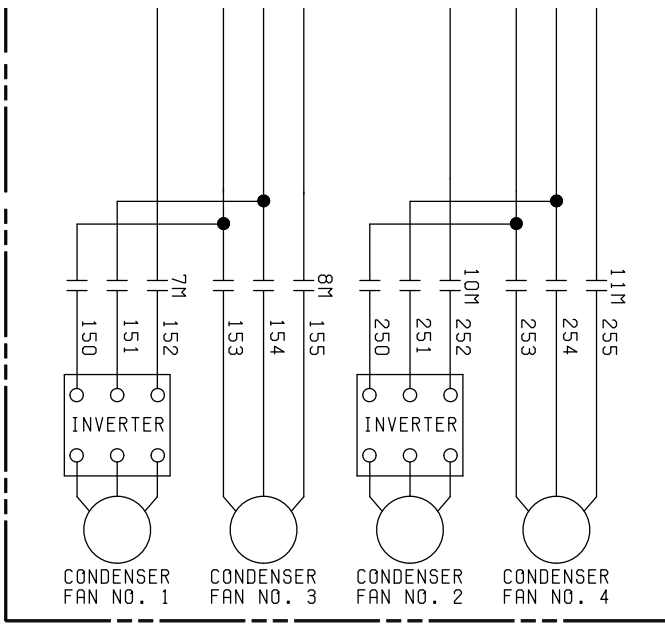 7M
8M
10M
11M
150
151
152
153
154
155
250
251
252
253
254
255
INVERTER
INVERTER
CONDENSER
FAN NO. 1
CONDENSER
FAN NO. 3
CONDENSER
FAN NO. 2
CONDENSER
FAN NO. 4